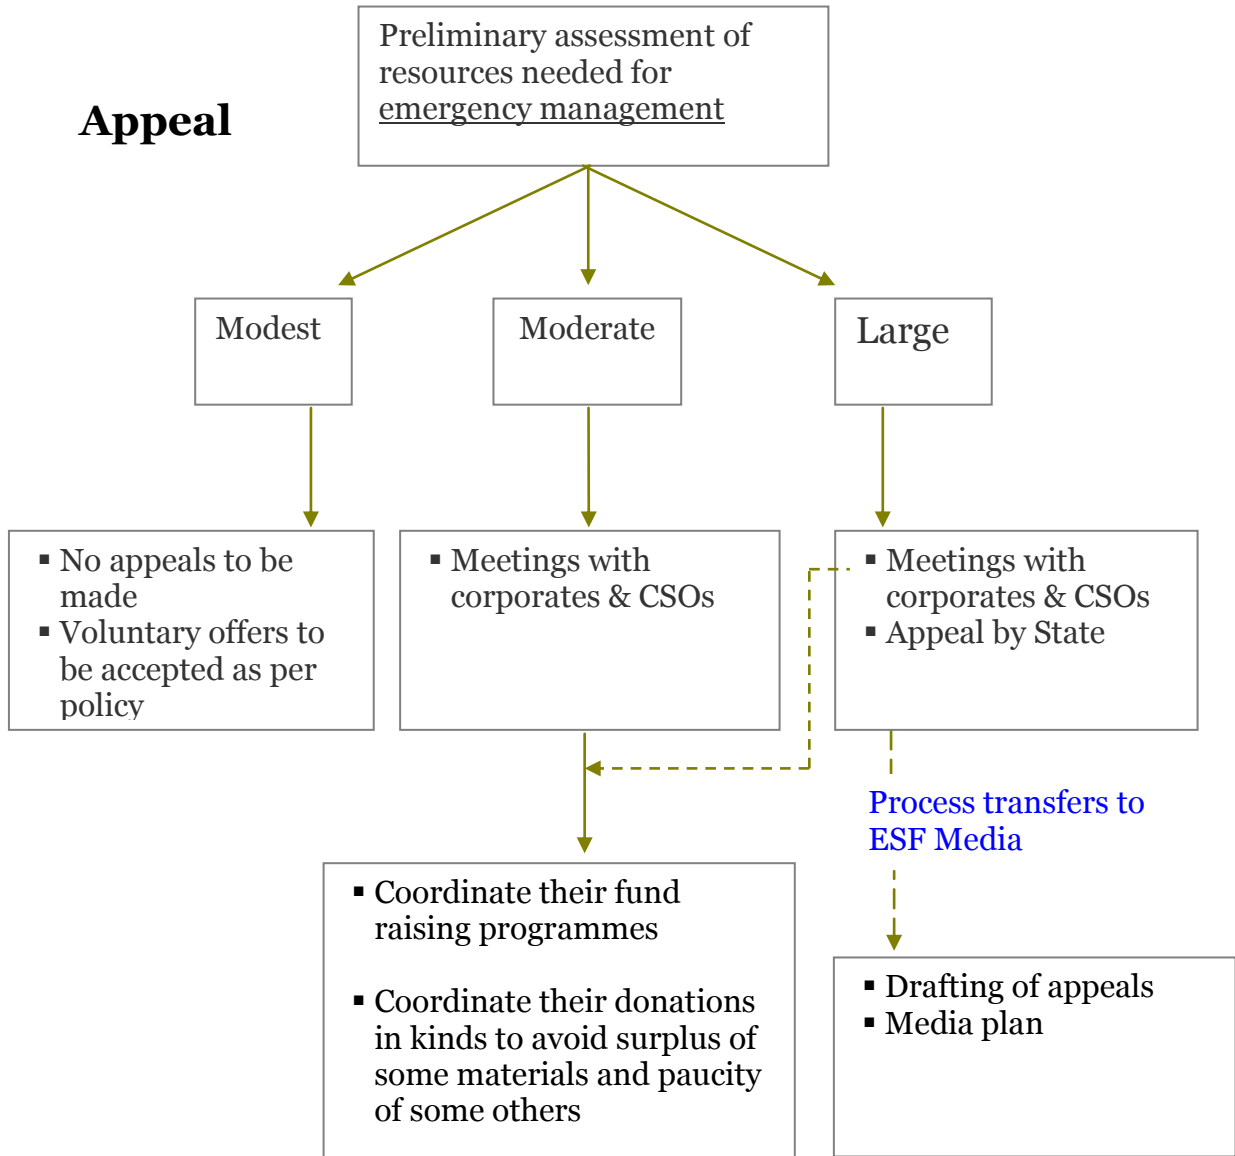 Preliminary assessment of
resources needed for
emergency management
Appeal
Modest
Moderate
Large
▪ No appeals to be
made
▪ Voluntary offers to
be accepted as per
policy
▪ Meetings with
corporates & CSOs
▪ Meetings with
corporates & CSOs
▪ Appeal by State
Process transfers to
ESF Media
▪ Coordinate their fund
raising programmes
▪ Coordinate their donations
in kinds to avoid surplus of
some materials and paucity
of some others
▪ Drafting of appeals
▪ Media plan